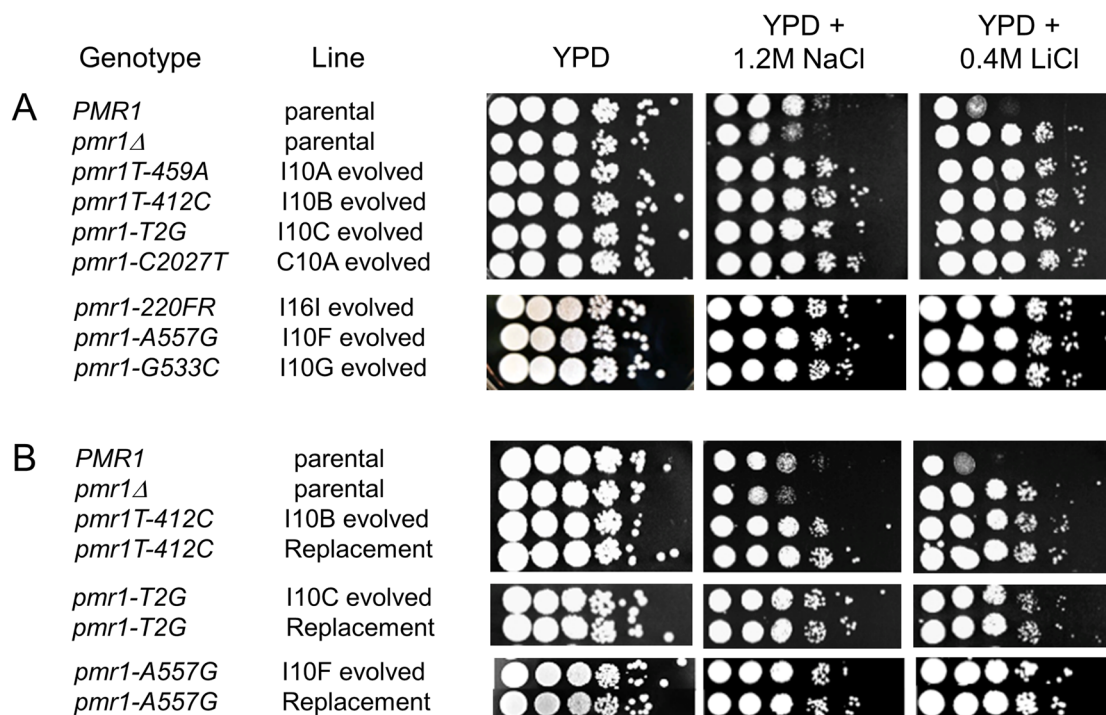 Genotype Line YPD YPD + 1.2M NaCl YPD + 0.4M LiCl
A
PMR1 parental
pmr1Δ parental
pmr1T-459A I10A evolved
pmr1T-412C I10B evolved
pmr1-T2G I10C evolved
pmr1-C2027T C10A evolved
pmr1-220FR I16I evolved
pmr1-A557G I10F evolved
pmr1-G533C I10G evolved
B
PMR1 parental
pmr1Δ parental
pmr1T-412C I10B evolved
pmr1T-412C Replacement
pmr1-T2G I10C evolved
pmr1-T2G Replacement
pmr1-A557G I10F evolved
pmr1-A557G Replacement